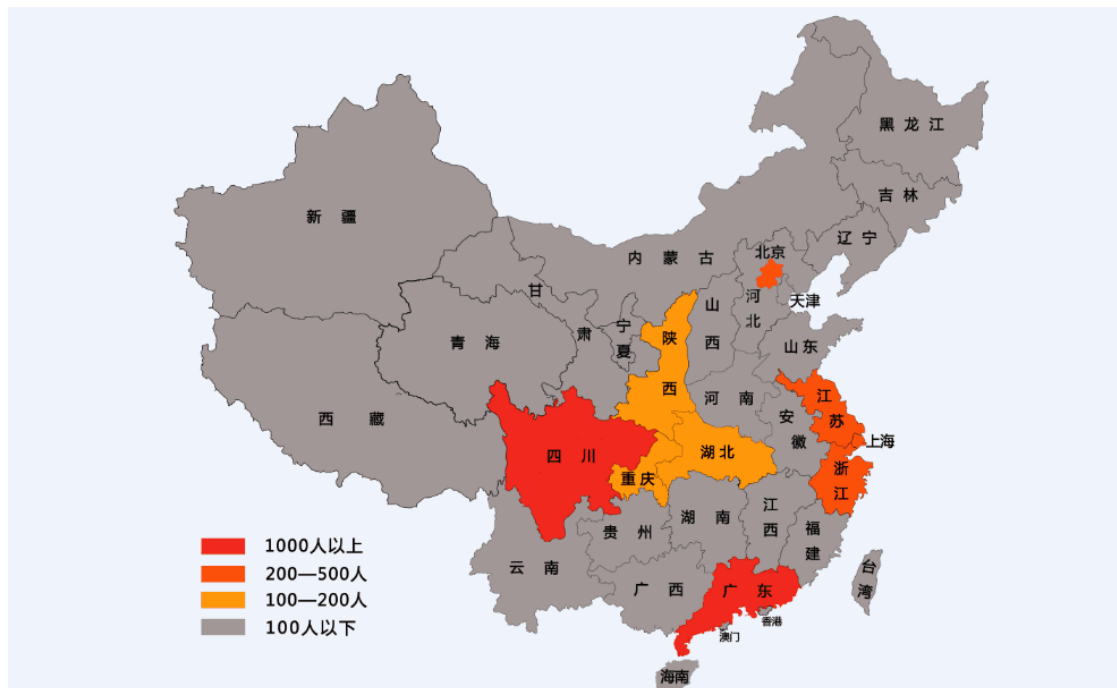 黑龙江
吉林
辽宁
新疆
内蒙古
北京
天津
河北
山西
甘肃
宁夏
陕西
青海
山东
西藏
河南
江苏
安徽
上海
四川
湖北
重庆
浙江
湖南
江西
贵州
福建
云南
广西
广东
台湾
香港
澳门
海南
1000人以上
200—500人
100—200人
100人以下